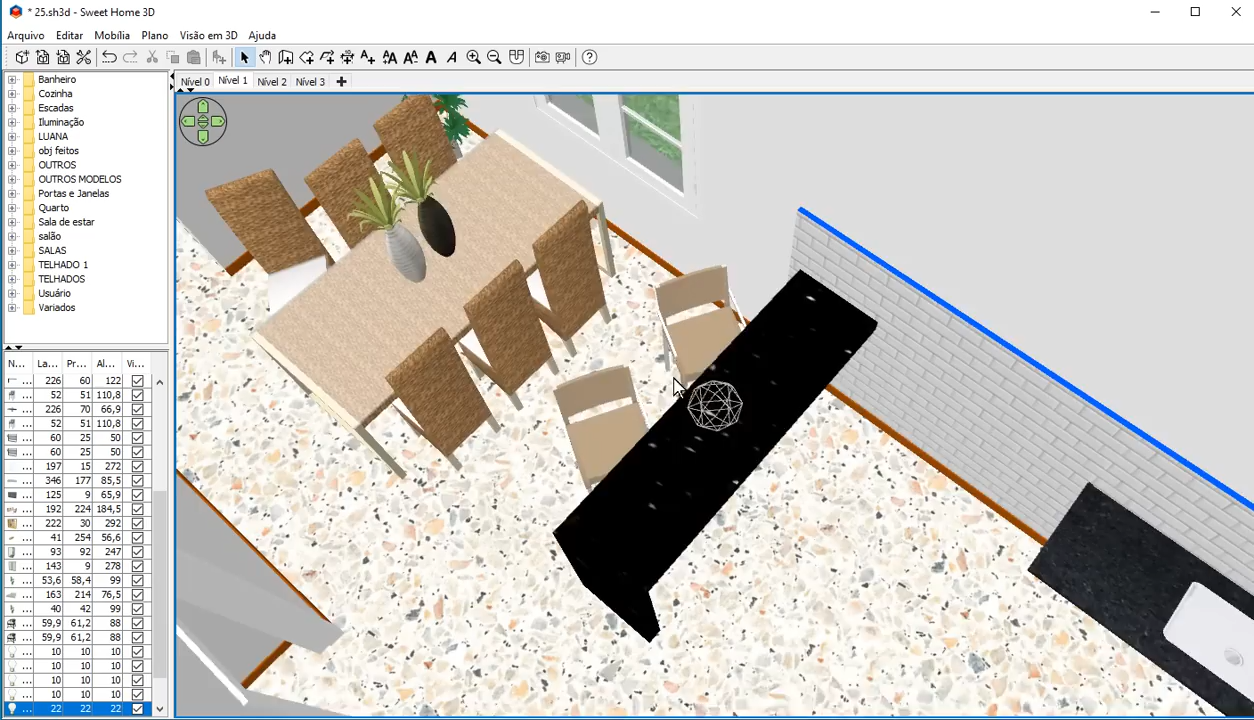 * 25.sh3d - Sweet Home 3D
Arquivo Editar Mobília Plano Visão em 3D Ajuda
Nível 0 Nível 1 Nível 2 Nível 3
Banheiro
Cozinha
Escadas
Iluminação
LUANA
obj feitos
OUTROS
OUTROS MODELOS
Portas e Janelas
Quarto
Sala de estar
salão
SALAS
TELHADO 1
TELHADOS
Usuário
Variados
N... La... Pr... Al... Vi...
... 226 60 122
... 52 51 110,8
... 226 70 66,9
... 52 51 110,8
... 60 25 50
... 60 25 50
... 197 15 272
... 346 177 85,5
... 125 9 65,9
... 192 224 184,5
... 222 30 292
... 41 254 56,6
... 93 92 247
... 143 9 278
... 53,6 58,4 99
... 163 214 76,5
... 40 42 99
... 59,9 61,2 88
... 59,9 61,2 88
... 10 10 10
... 10 10 10
... 10 10 10
... 10 10 10
... 22 22 22